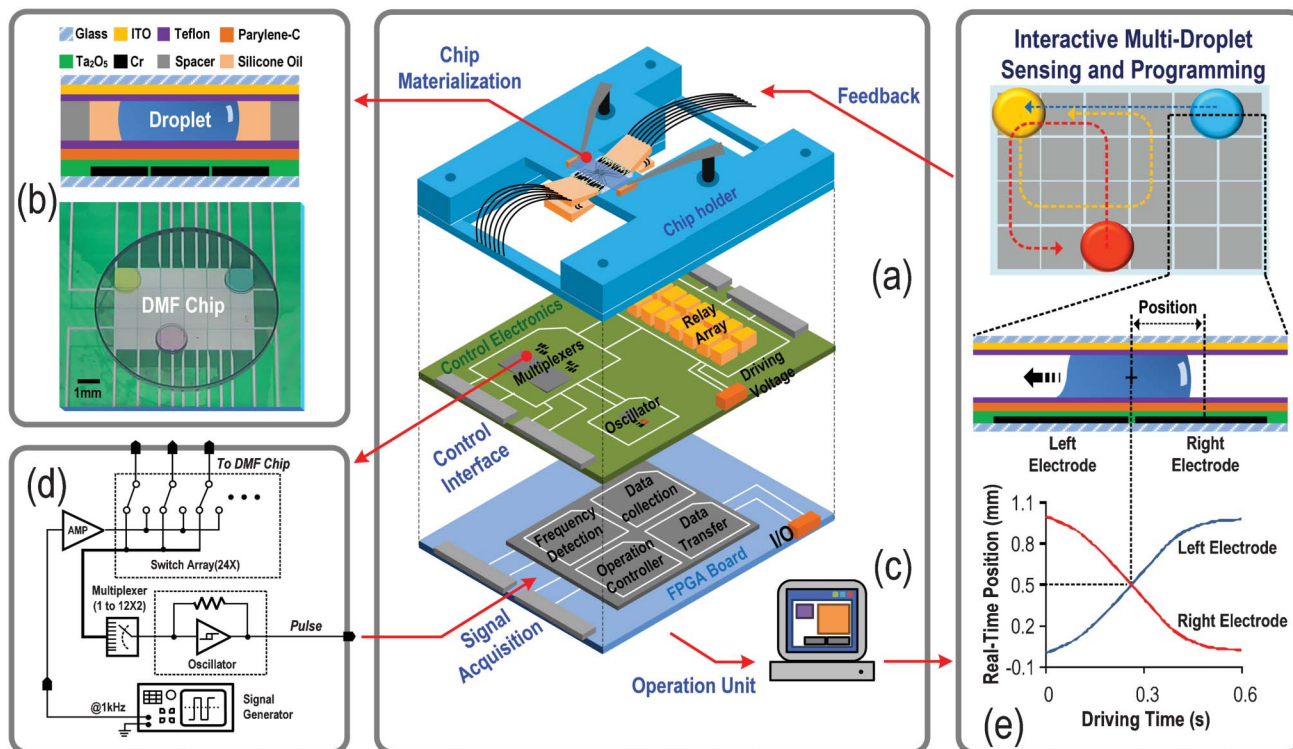 Glass ITO Teflon Parylene-C
Ta₂O₅ Cr Spacer Silicone Oil
Droplet
(b)
DMF Chip
1mm
Chip
Materialization
Feedback
Chip holder
(a)
Control Electronics
Relay
Array
Multiplexers
Driving
Voltage
Oscillator
Control
Interface
Data
collection
Frequency
Detection
Data
Transfer
Operation
Controller
I/O
FPGA Board
(c)
Signal
Acquisition
Operation Unit
(d)
To DMF Chip
AMP
Switch Array(24X)
Multiplexer
(1 to 12X2)
Pulse
Oscillator
@1kHz
Signal
Generator
Interactive Multi-Droplet
Sensing and Programming
Position
Left
Electrode
Right
Electrode
Real-Time Position (mm)
1.1
0.8
0.5
0.2
-0.1
Left Electrode
Right Electrode
0 0.3 0.6
Driving Time (s)
(e)